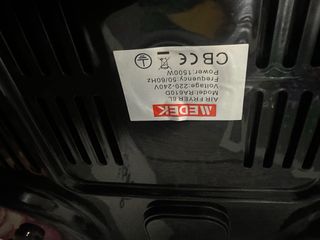 MEDEK
AIR FRYER 6L
Model:RA610D
Voltage:220-240V
Frequency:50/60Hz
Power:1500W
CB CE